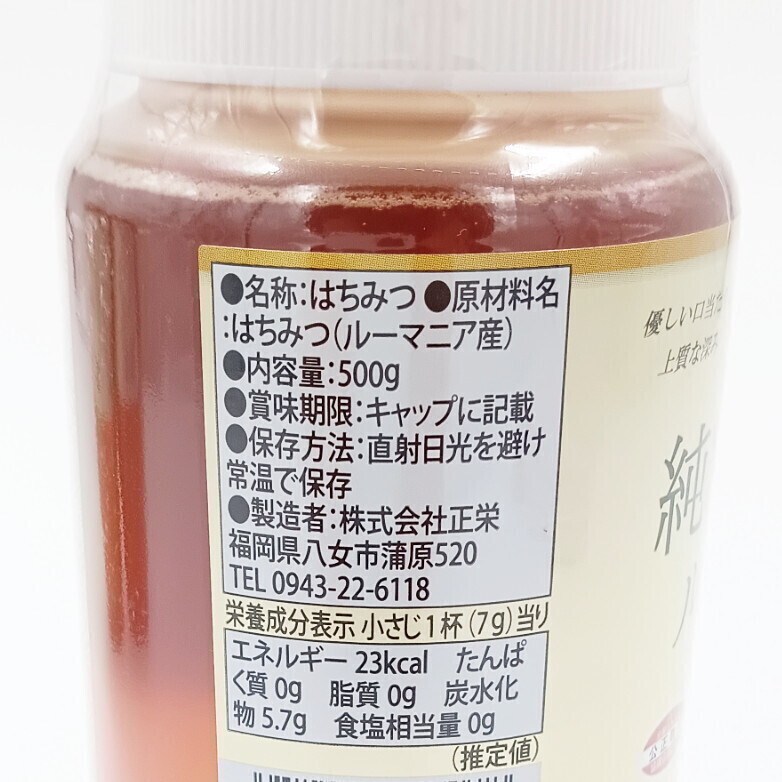 ●名称:はちみつ ●原材料名
:はちみつ(ルーマニア産)
●内容量:500g
●賞味期限:キャップに記載
●保存方法:直射日光を避け
常温で保存
●製造者:株式会社正栄
福岡県八女市蒲原520
TEL 0943-22-6118
栄養成分表示 小さじ1杯(7g)当り
エネルギー 23kcal たんぱ
く質 0g 脂質 0g 炭水化
物 5.7g 食塩相当量 0g
(推定値)
優しい口当た
上質な深み
純